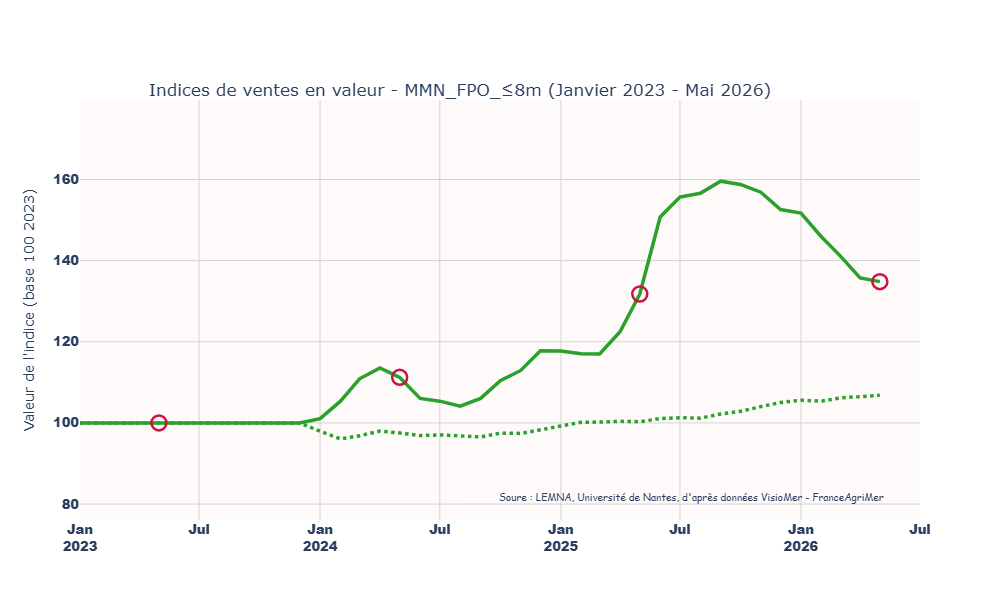 Indices de ventes en valeur - MMN_FPO_≤8m (Janvier 2023 - Mai 2026)
Valeur de l'indice (base 100 2023)
160
140
120
100
80
Soure : LEMNA, Université de Nantes, d'après données VisioMer - FranceAgriMer
Jan Jul Jan Jul Jan Jul Jan Jul
2023 2024 2025 2026